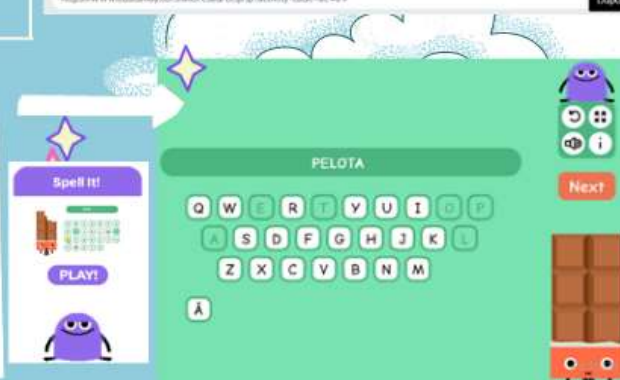 PELOTA
Spell It!
Q W E R T Y U I O P
A S D F G H J K L
Next
Z X C V B N M
PLAY!
Á